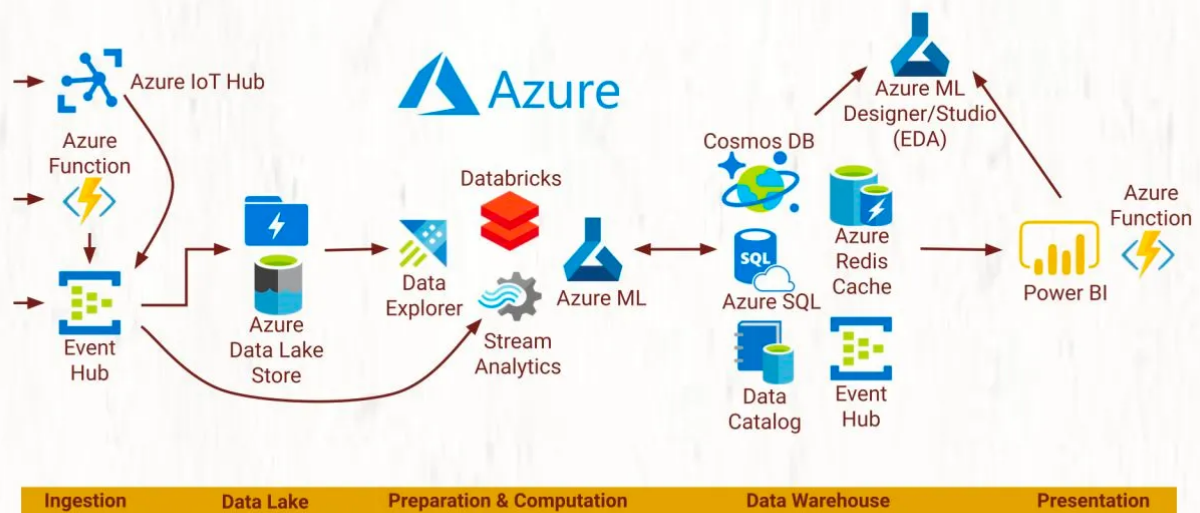 Azure IoT Hub
Azure
Function
Event
Hub
Azure
Data Lake
Store
Azure
Databricks
Data
Explorer
Stream
Analytics
Azure ML
Cosmos DB
SQL
Azure SQL
Data
Catalog
Azure
Redis
Cache
Event
Hub
Azure ML
Designer/Studio
(EDA)
Power BI
Azure
Function
Ingestion
Data Lake
Preparation & Computation
Data Warehouse
Presentation